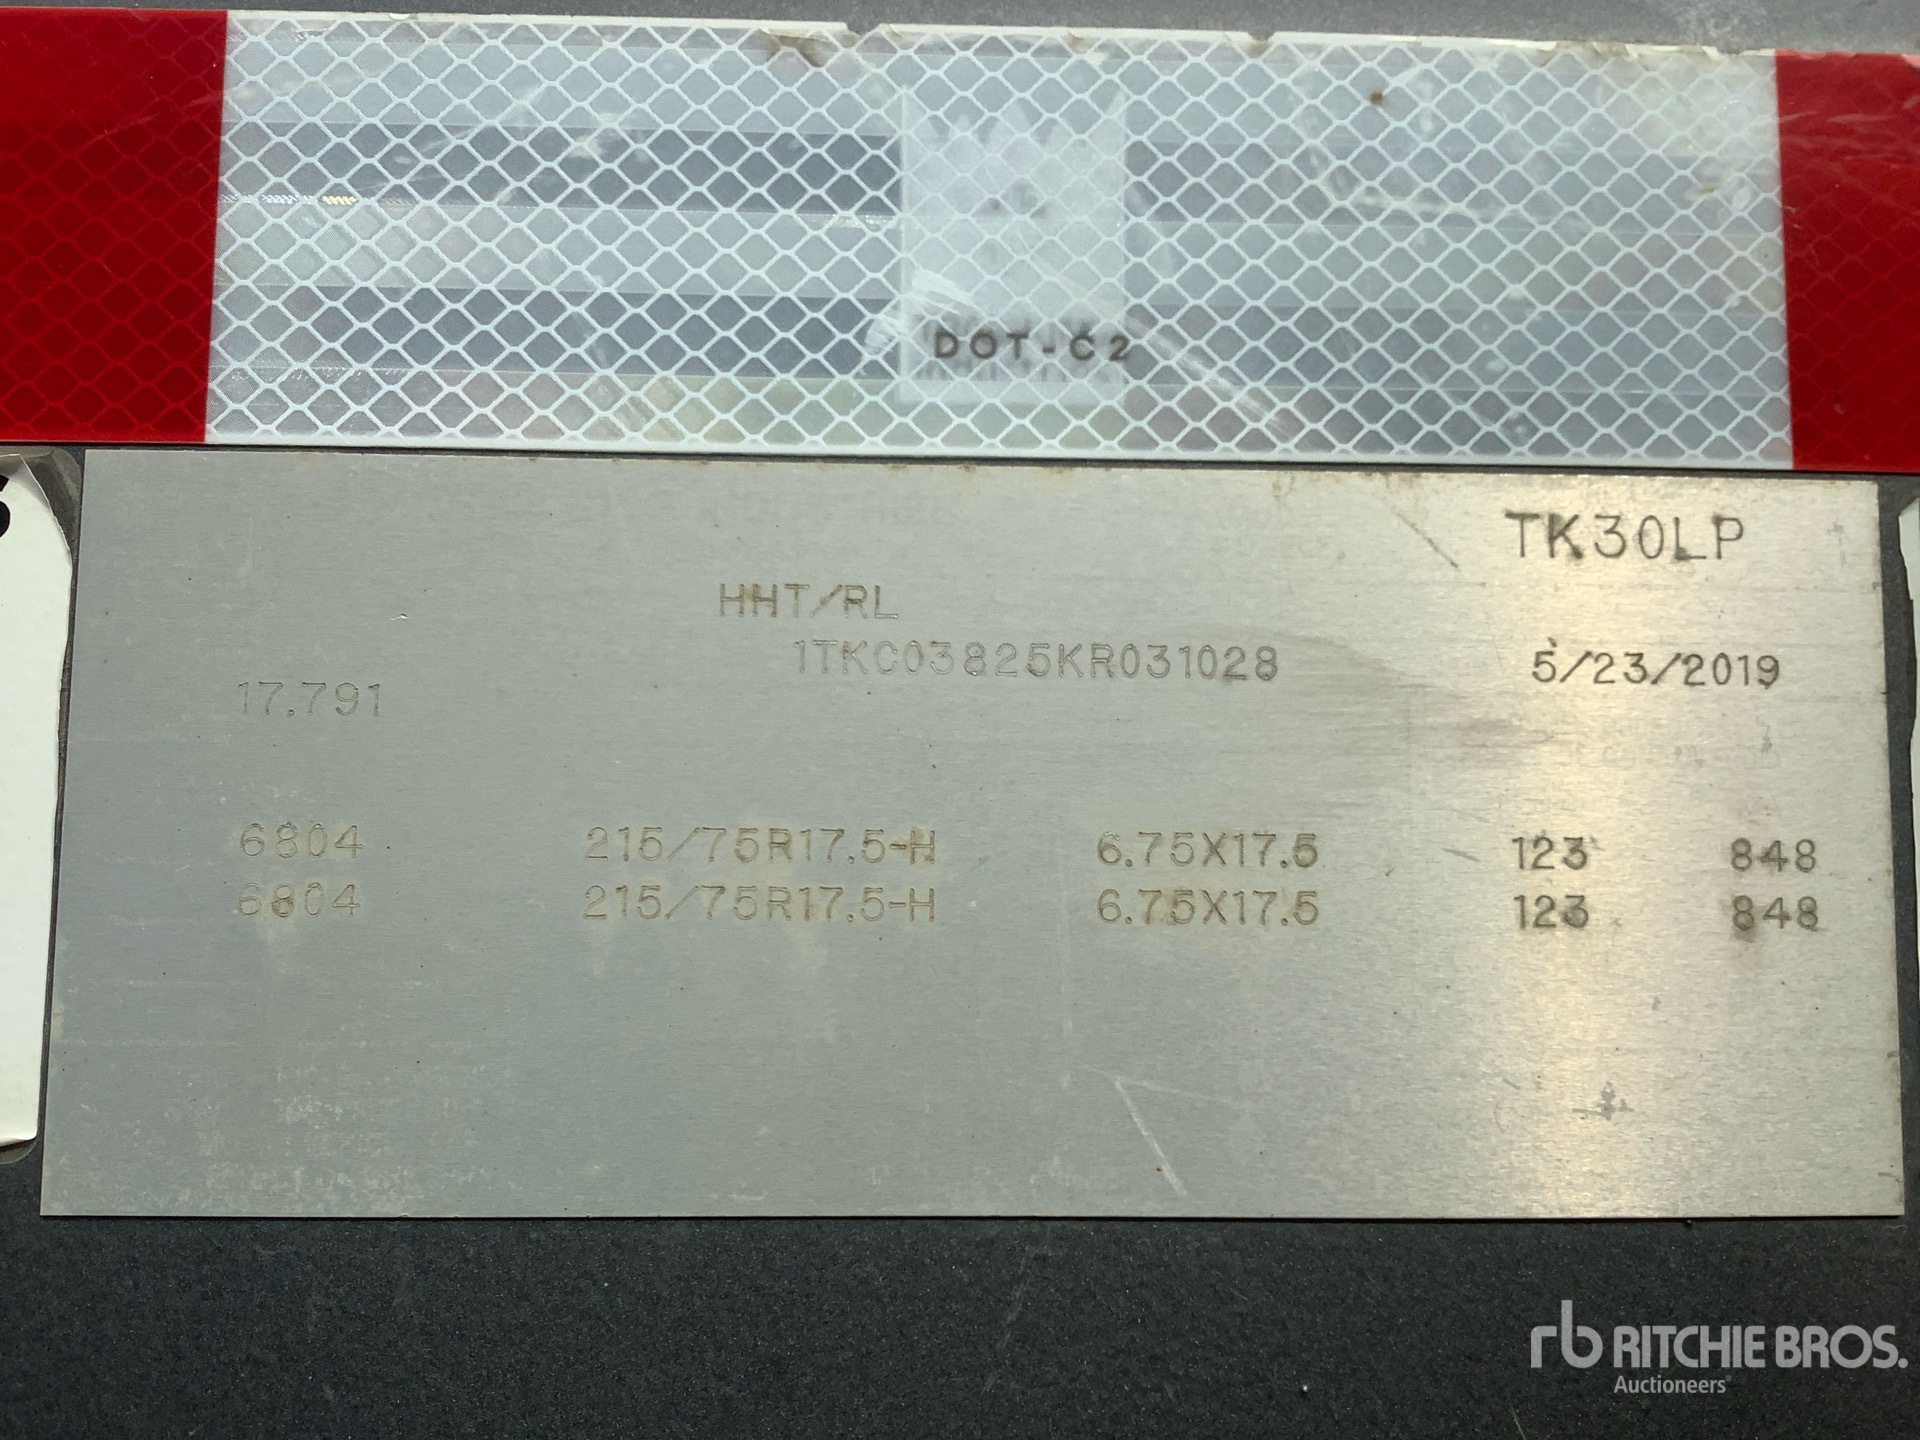 DOT-C2
TK30LP
HHT/RL
1TKC03825KR031028
5/23/2019
17.791
6804 215/75R17.5-H 6.75X17.5 123 848
6804 215/75R17.5-H 6.75X17.5 123 848
rb RITCHIE BROS.
Auctioneers